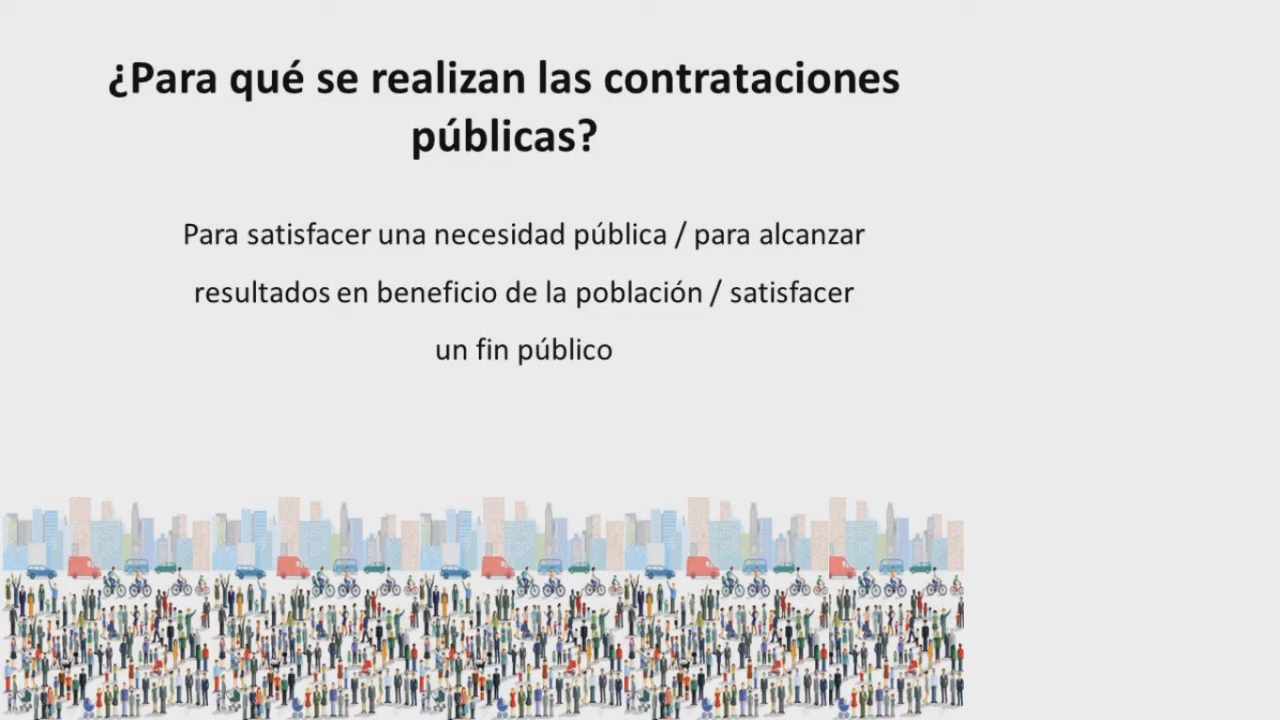 ¿Para qué se realizan las contrataciones
públicas?
Para satisfacer una necesidad pública / para alcanzar
resultados en beneficio de la población / satisfacer
un fin público